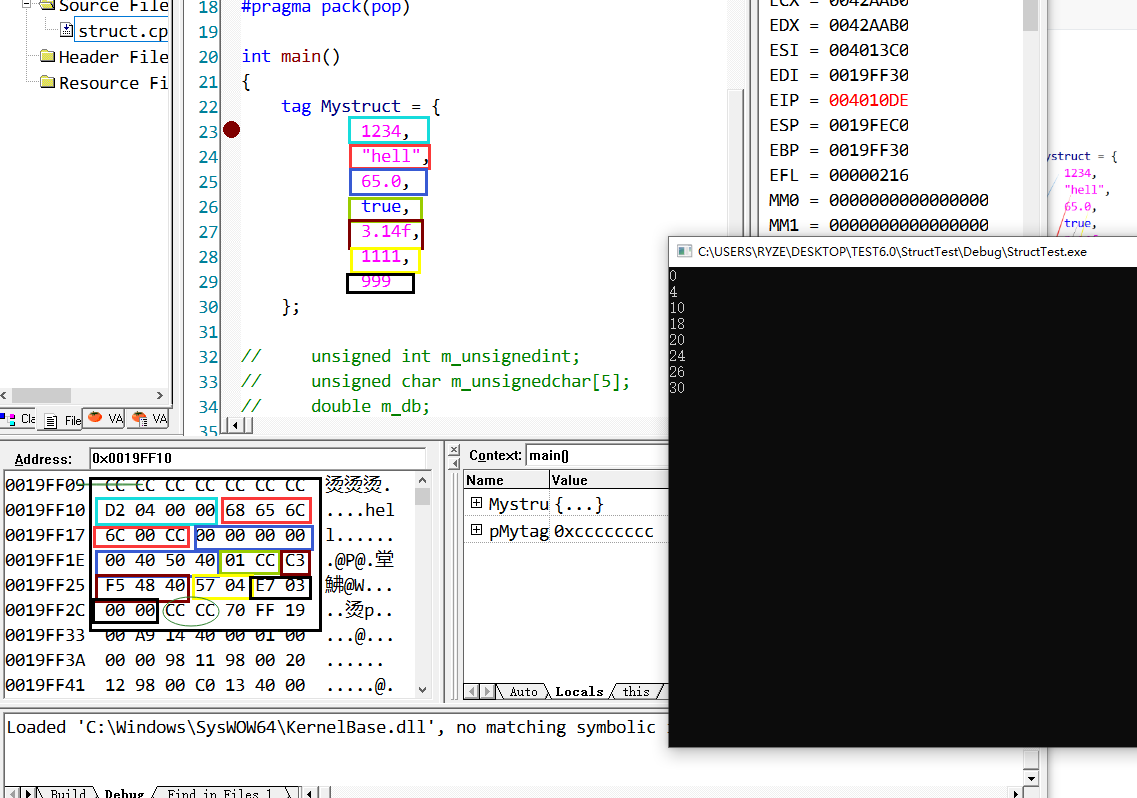 Source File
struct.cp
Header File
Resource Fi
Cla
File
VA
VA
18 #pragma pack(pop)
19
20 int main()
21 {
22 tag Mystruct = {
23 1234,
24 "hell",
25 65.0,
26 true,
27 3.14f,
28 1111,
29 999
30 };
31
32 // unsigned int m_unsignedint;
33 // unsigned char m_unsignedchar[5];
34 // double m_db;
35
ECX = 0042AAB0
EDX = 0042AAB0
ESI = 004013C0
EDI = 0019FF30
EIP = 004010DE
ESP = 0019FEC0
EBP = 0019FF30
EFL = 00000216
MM0 = 0000000000000000
MM1 = 0000000000000000
ystruct = {
1234,
"hell",
65.0,
true,
C:\USERS\RYZE\DESKTOP\TEST6.0\StructTest\Debug\StructTest.exe
0
4
10
18
20
24
26
30
Address: 0x0019FF10
0019FF09 CC CC CC CC CC CC CC 烫烫烫.
0019FF10 D2 04 00 00 68 65 6C ....hel
0019FF17 6C 00 CC 00 00 00 00 l......
0019FF1E 00 40 50 40 01 CC C3 .@P@.堂
0019FF25 F5 48 40 57 04 E7 03 @W...
0019FF2C 00 00 CC CC 70 FF 19 ..烫p..
0019FF33 00 A9 14 40 00 01 00 ...@...
0019FF3A 00 00 98 11 98 00 20 ......
0019FF41 12 98 00 C0 13 40 00 .....@.
Context: main()
Name Value
Mystru {...}
pMytag 0xcccccccc
Auto Locals this
Loaded 'C:\Windows\SysWOW64\KernelBase.dll', no matching symbolic
Build Debug Find in Files 1